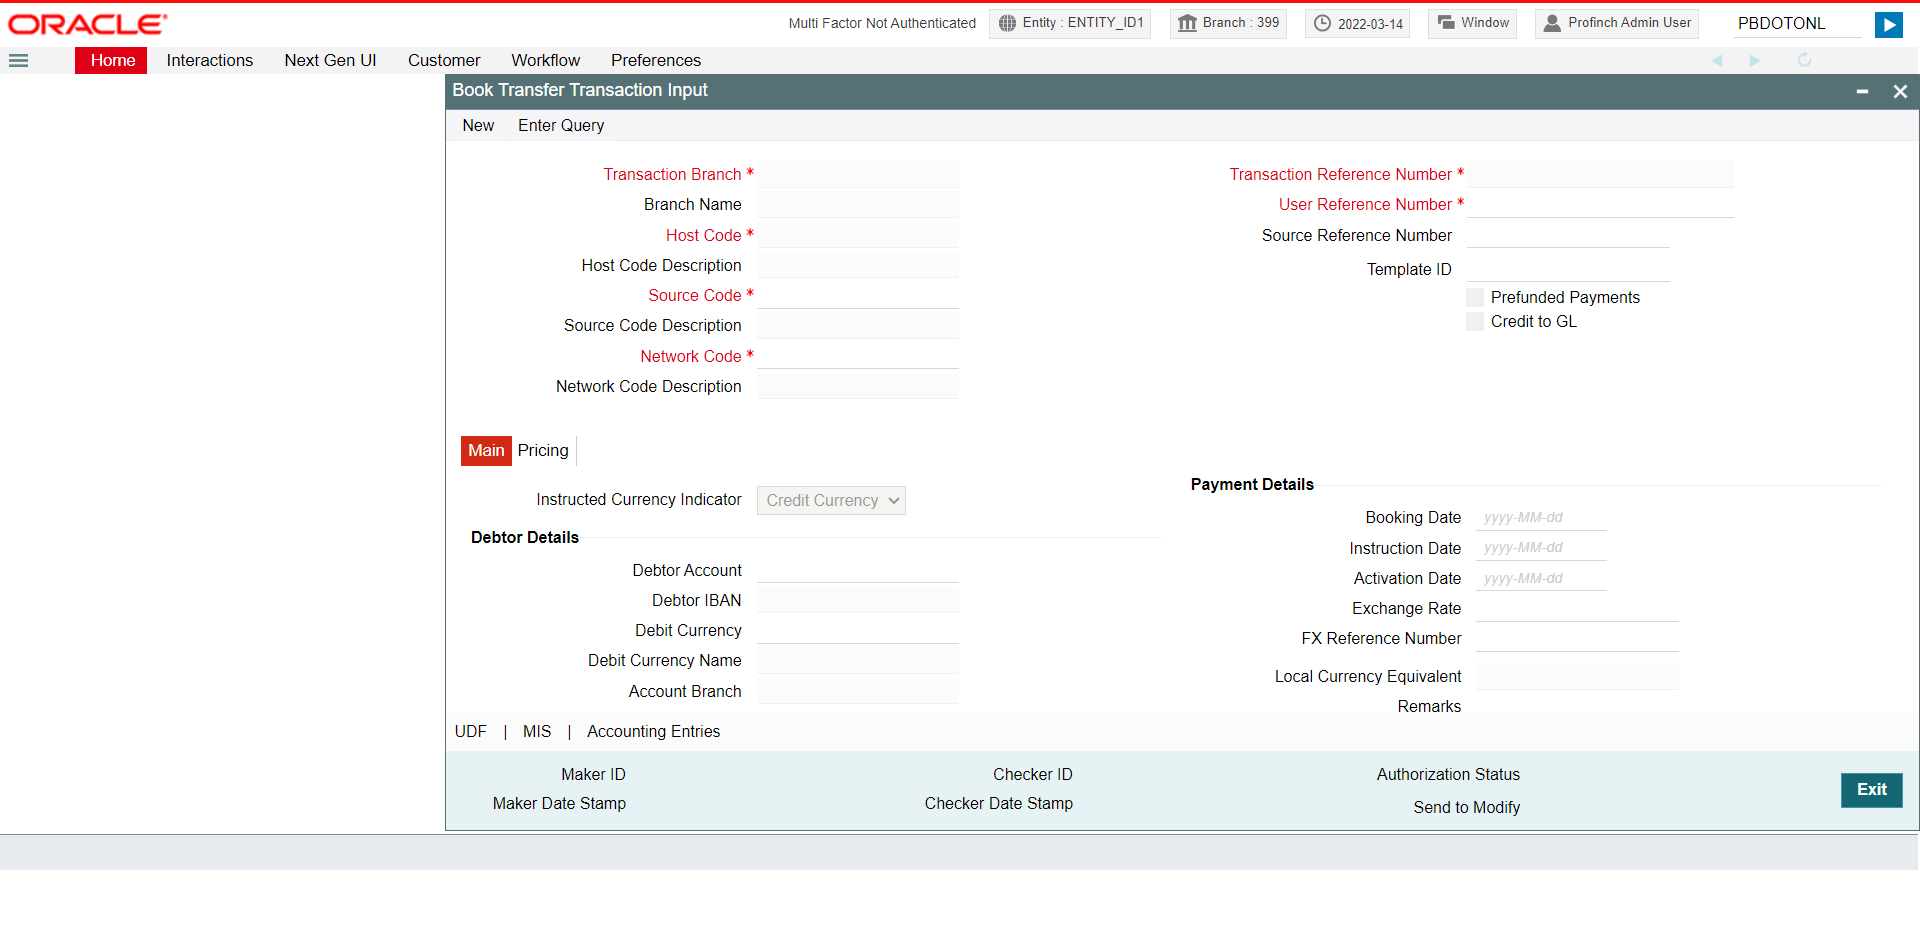 ORACLE
Multi Factor Not Authenticated
Entity : ENTITY_ID1
Branch : 399
2022-03-14
Window
Profinch Admin User
PBDOTONL
Home Interactions Next Gen UI Customer Workflow Preferences
Book Transfer Transaction Input
New Enter Query
Transaction Branch *
Branch Name
Host Code *
Host Code Description
Source Code *
Source Code Description
Network Code *
Network Code Description
Transaction Reference Number *
User Reference Number *
Source Reference Number
Template ID
Prefunded Payments
Credit to GL
Main Pricing
Instructed Currency Indicator Credit Currency
Debtor Details
Debtor Account
Debtor IBAN
Debit Currency
Debit Currency Name
Account Branch
Payment Details
Booking Date yyyy-MM-dd
Instruction Date yyyy-MM-dd
Activation Date yyyy-MM-dd
Exchange Rate
FX Reference Number
Local Currency Equivalent
Remarks
UDF | MIS | Accounting Entries
Maker ID
Maker Date Stamp
Checker ID
Checker Date Stamp
Authorization Status
Send to Modify
Exit